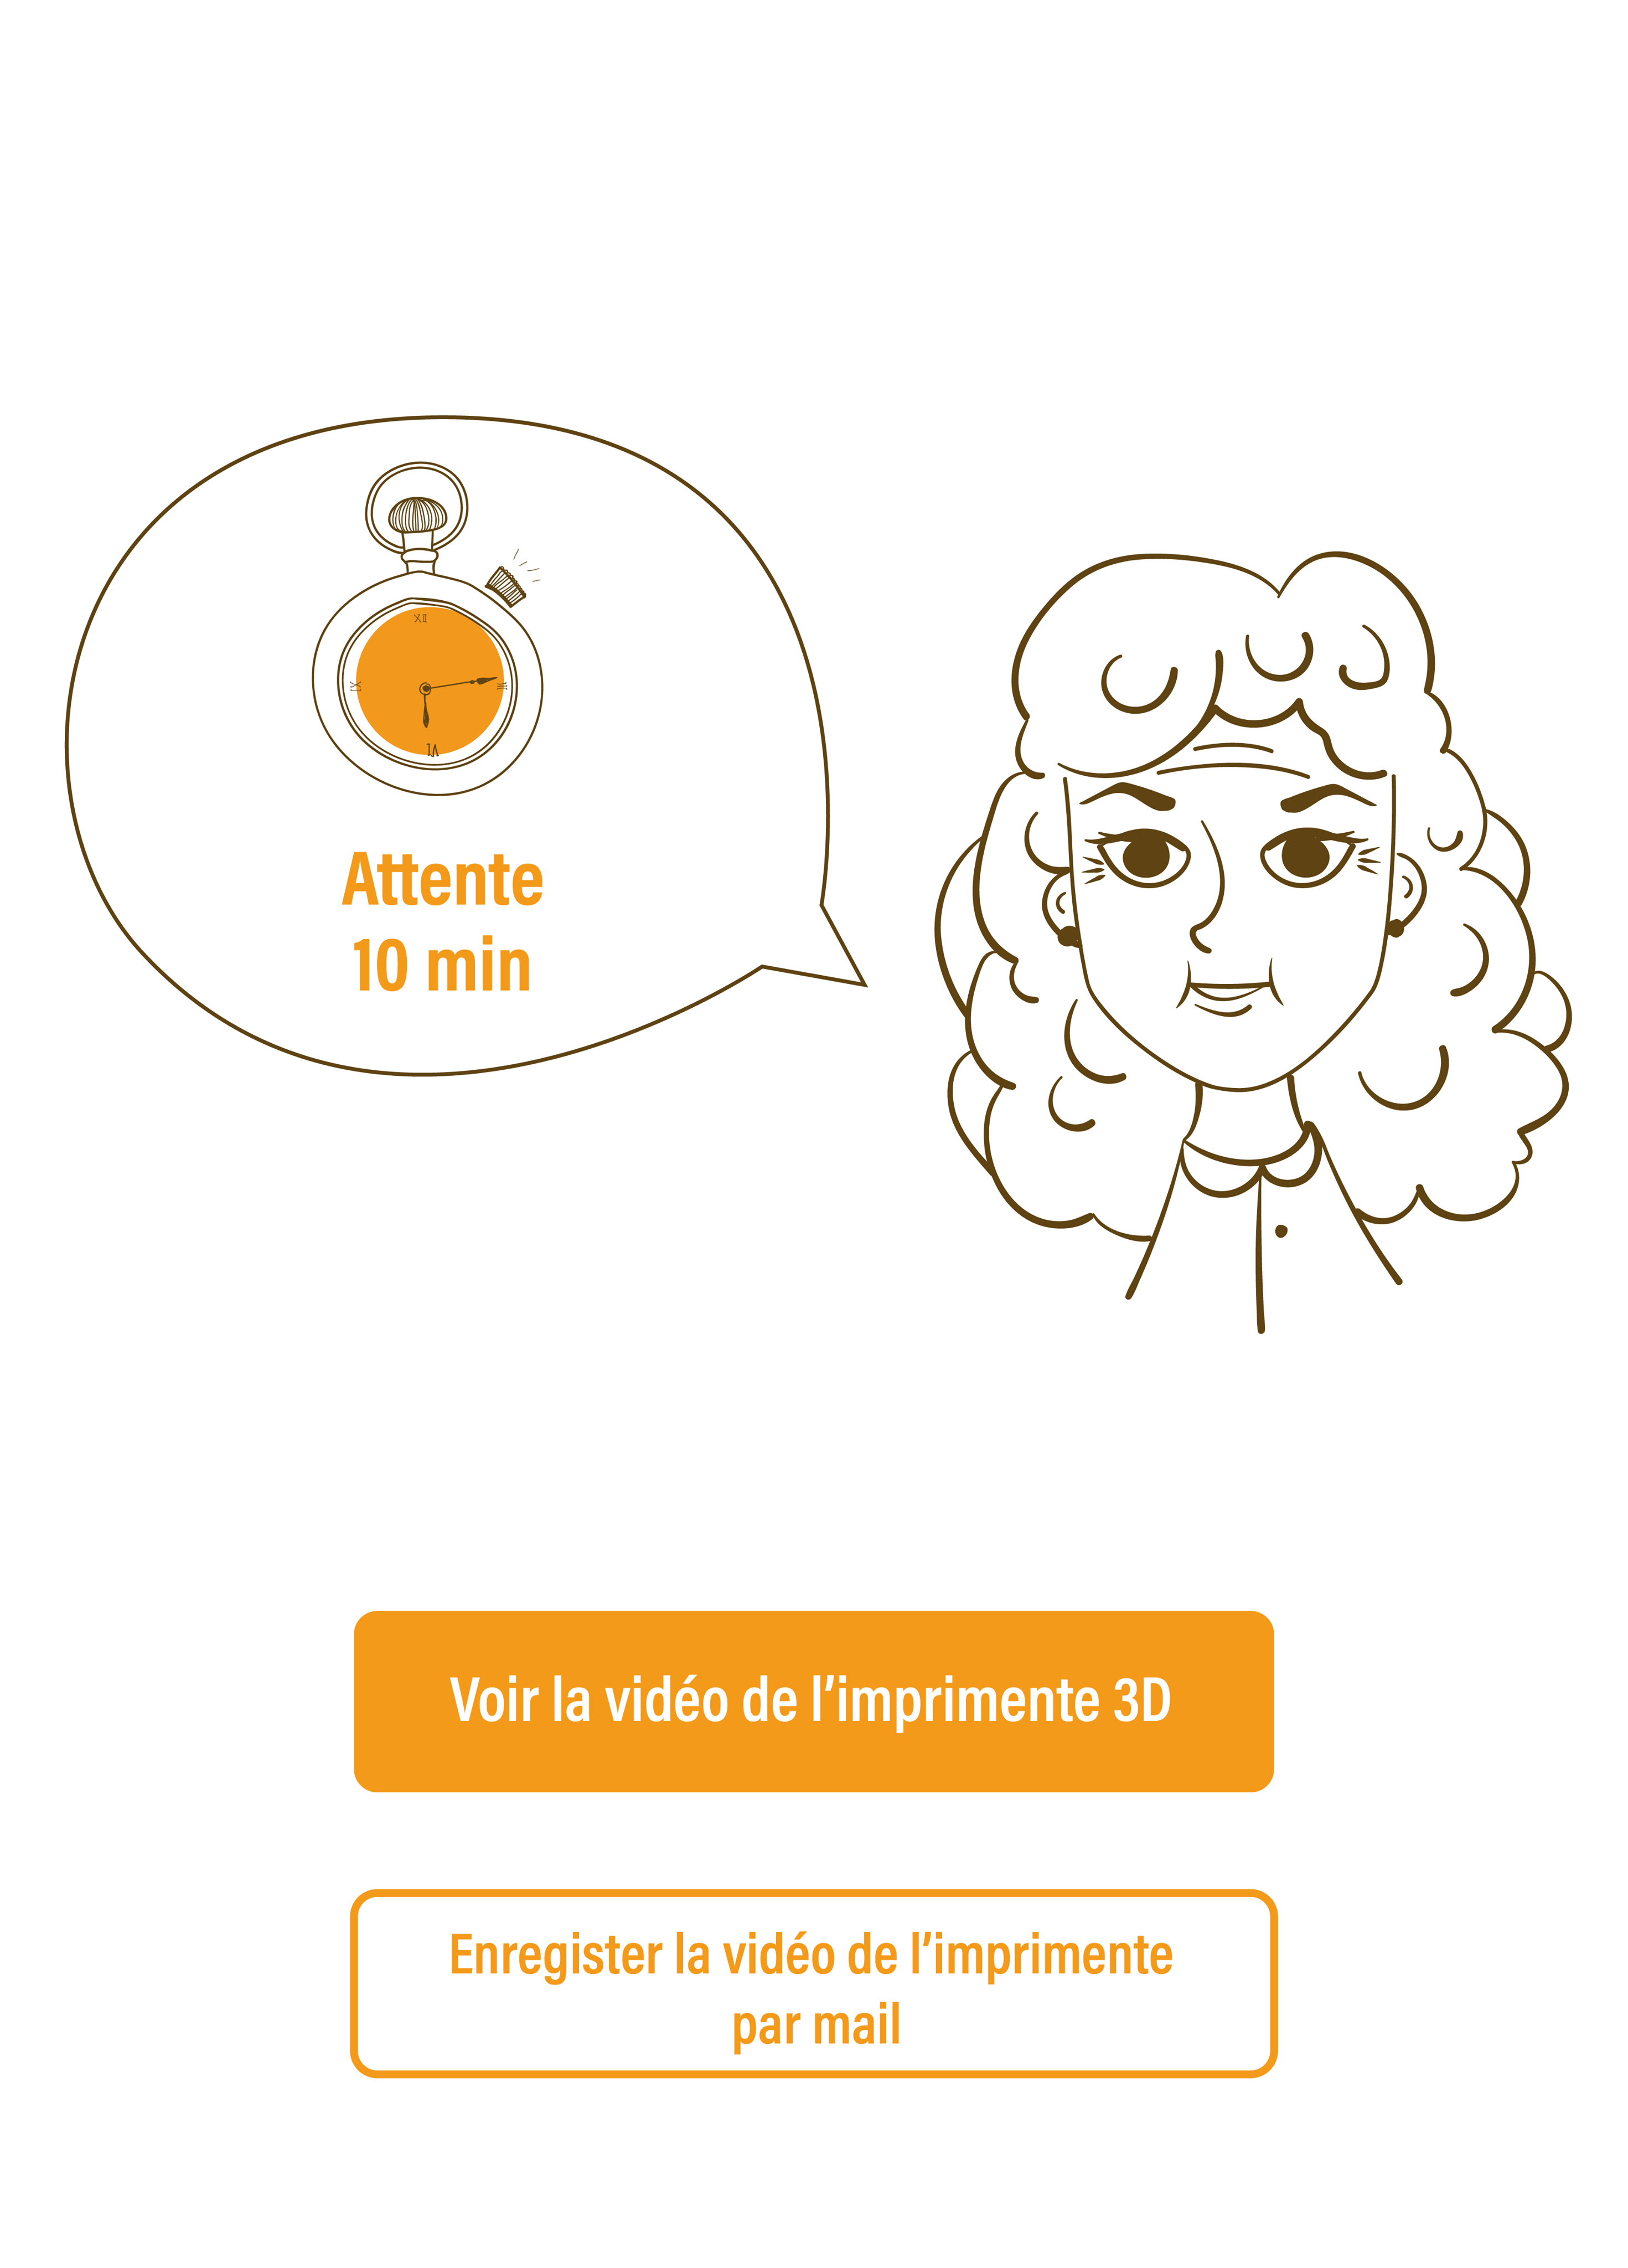 XII
III
VI
IX
Attente
10 min
Voir la vidéo de l’imprimente 3D
Enregister la vidéo de l’imprimente
par mail